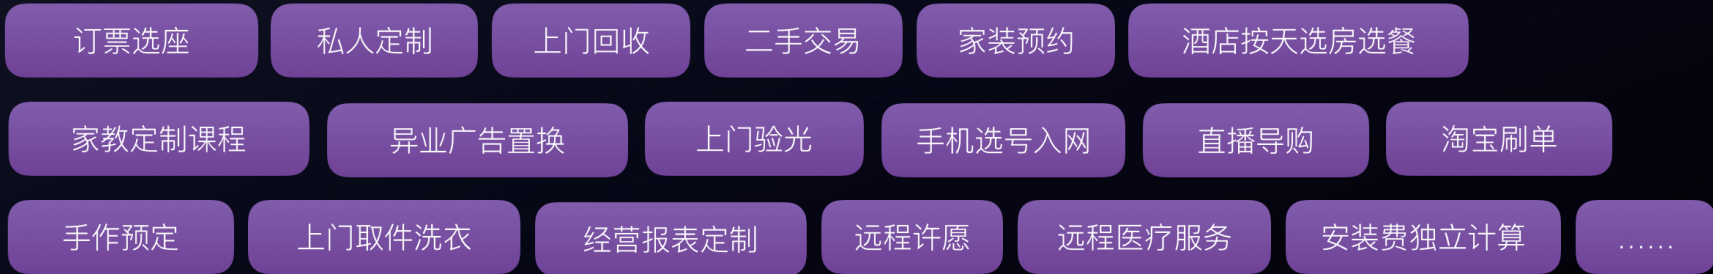 订票选座 私人定制 上门回收 二手交易 家装预约 酒店按天选房选餐
家教定制课程 异业广告置换 上门验光 手机选号入网 直播导购 淘宝刷单
手作预定 上门取件洗衣 经营报表定制 远程许愿 远程医疗服务 安装费独立计算 ......